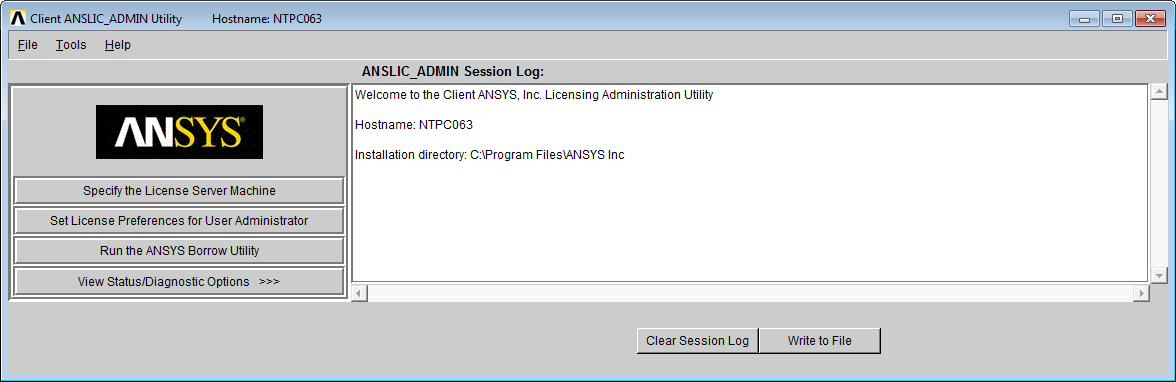 Client ANSLIC_ADMIN Utility Hostname: NTPC063
File Tools Help
ANSLIC_ADMIN Session Log:
ANSYS®
Specify the License Server Machine
Set License Preferences for User Administrator
Run the ANSYS Borrow Utility
View Status/Diagnostic Options >>>
Welcome to the Client ANSYS, Inc. Licensing Administration Utility
Hostname: NTPC063
Installation directory: C:\Program Files\ANSYS Inc
Clear Session Log Write to File